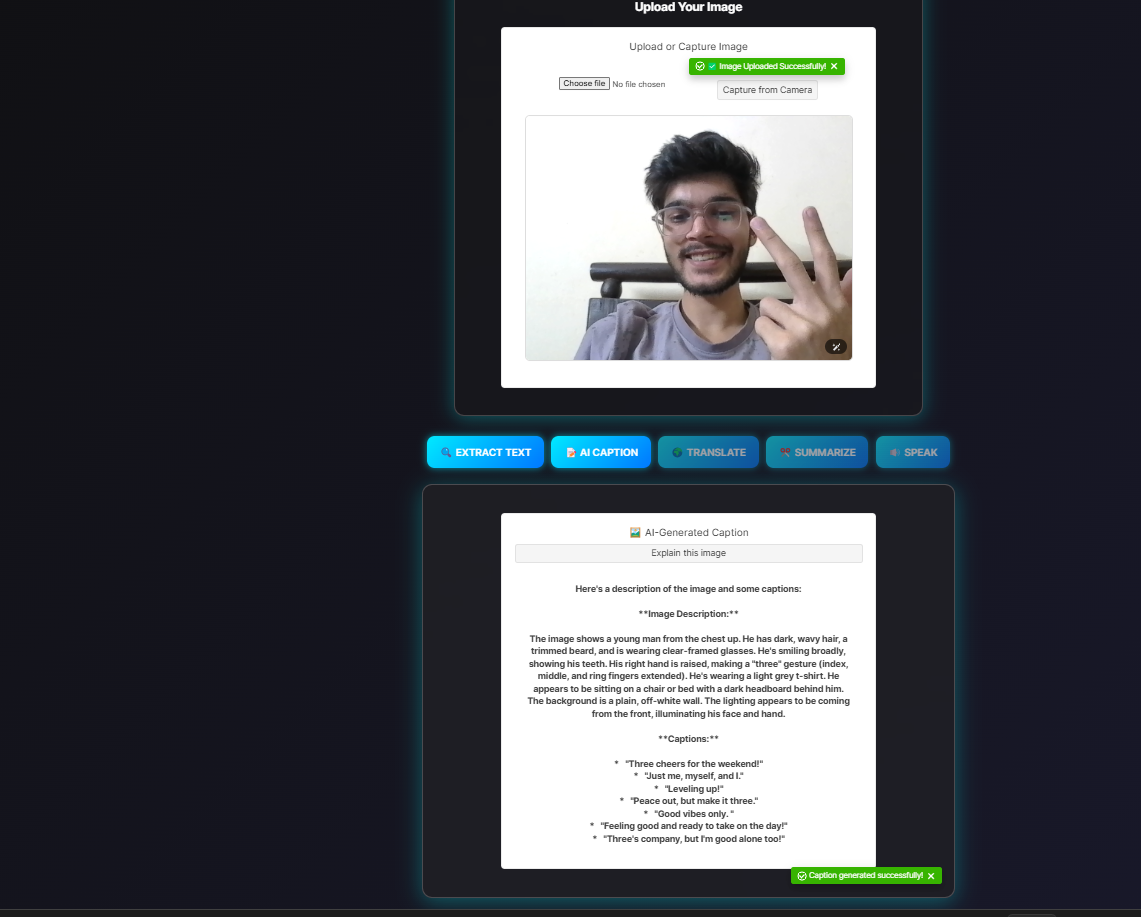 Upload Your Image
Upload or Capture Image
Image Uploaded Successfully!
Choose file No file chosen
Capture from Camera
EXTRACT TEXT
AI CAPTION
TRANSLATE
SUMMARIZE
SPEAK
AI-Generated Caption
Explain this image
Here's a description of the image and some captions:
**Image Description:**
The image shows a young man from the chest up. He has dark, wavy hair, a
trimmed beard, and is wearing clear-framed glasses. He's smiling broadly,
showing his teeth. His right hand is raised, making a "three" gesture (index,
middle, and ring fingers extended). He's wearing a light grey t-shirt. He
appears to be sitting on a chair or bed with a dark headboard behind him.
The background is a plain, off-white wall. The lighting appears to be coming
from the front, illuminating his face and hand.
**Captions:**
* "Three cheers for the weekend!"
* "Just me, myself, and I."
* "Leveling up!"
* "Peace out, but make it three."
* "Good vibes only. "
* "Feeling good and ready to take on the day!"
* "Three's company, but I'm good alone too!"
Caption generated successfully!